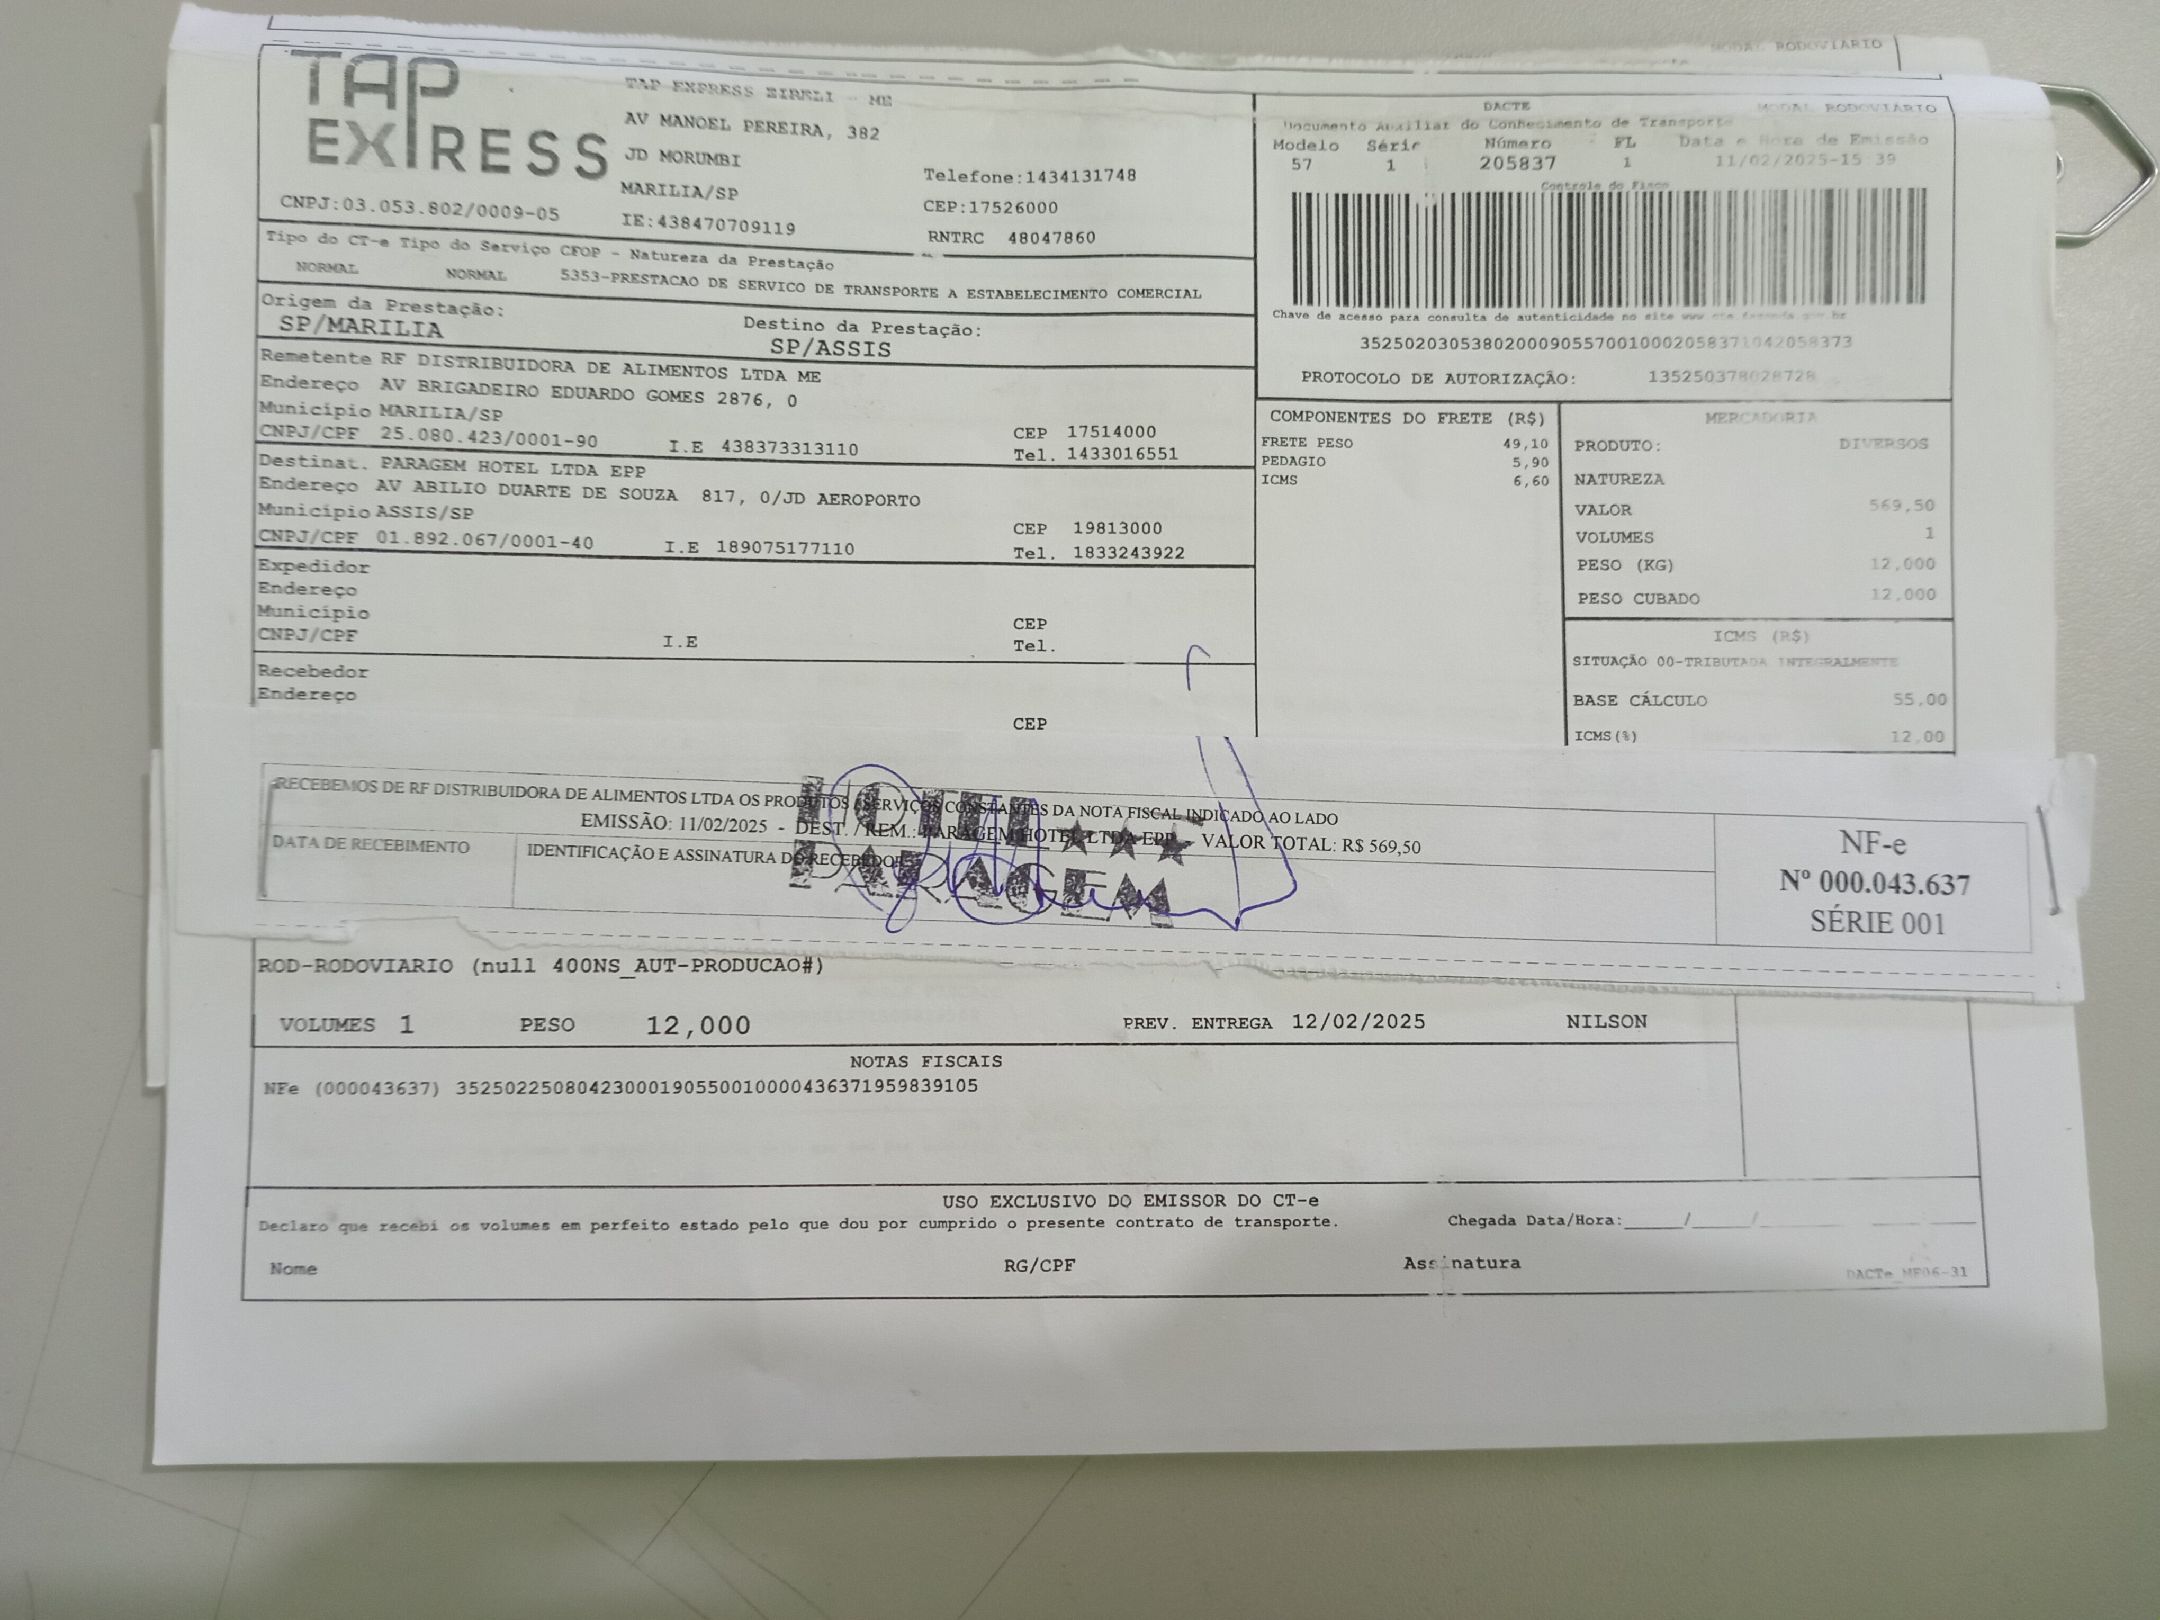 MODAL RODOVIARIO
TAP EXPRESS
TAP EXPRESS EIRELI - ME
AV MANOEL PEREIRA, 382
JD MORUMBI
MARILIA/SP
IE:438470709119
Telefone:1434131748
CEP:17526000
RNTRC 48047860
CNPJ:03.053.802/0009-05
DACTE
MODAL RODOVIARIO
Documento Auxiliar do Conhecimento de Transporte
Modelo Série Número FL Data e Hora de Emissão
57 1 205837 1 11/02/2025-15 39
Controle do Fisco
Chave de acesso para consulta de autenticidade no site www cte fazenda gov br
35250203053802000905570010002058371042058373
PROTOCOLO DE AUTORIZAÇÃO: 135250378028728
Tipo do CT-e Tipo do Serviço CFOP - Natureza da Prestação
NORMAL NORMAL 5353-PRESTACAO DE SERVICO DE TRANSPORTE A ESTABELECIMENTO COMERCIAL
Origem da Prestação: Destino da Prestação:
SP/MARILIA SP/ASSIS
Remetente RF DISTRIBUIDORA DE ALIMENTOS LTDA ME
Endereço AV BRIGADEIRO EDUARDO GOMES 2876, 0
Município MARILIA/SP CEP 17514000
CNPJ/CPF 25.080.423/0001-90 I.E 438373313110 Tel. 1433016551
Destinat. PARAGEM HOTEL LTDA EPP
Endereço AV ABILIO DUARTE DE SOUZA 817, 0/JD AEROPORTO
Município ASSIS/SP CEP 19813000
CNPJ/CPF 01.892.067/0001-40 I.E 189075177110 Tel. 1833243922
Expedidor
Endereço
Município CEP
CNPJ/CPF I.E Tel.
Recebedor
Endereço
CEP
COMPONENTES DO FRETE (R$)
FRETE PESO 49,10
PEDAGIO 5,90
ICMS 6,60
MERCADORIA
PRODUTO: DIVERSOS
NATUREZA
VALOR 569,50
VOLUMES 1
PESO (KG) 12,000
PESO CUBADO 12,000
ICMS (R$)
SITUAÇÃO 00-TRIBUTADA INTEGRALMENTE
BASE CÁLCULO 55,00
ICMS(%) 12,00
RECEBEMOS DE RF DISTRIBUIDORA DE ALIMENTOS LTDA OS PRODUTOS / SERVIÇOS CONSTANTES DA NOTA FISCAL INDICADO AO LADO
EMISSÃO: 11/02/2025 - DEST. / REM.: PARAGEM HOTEL LTDA EPP - VALOR TOTAL: R$ 569,50
DATA DE RECEBIMENTO IDENTIFICAÇÃO E ASSINATURA DO RECEBEDOR
HOTEL ★★★
PARAGEM
NF-e
Nº 000.043.637
SÉRIE 001
ROD-RODOVIARIO (null 400NS_AUT-PRODUCAO#)
VOLUMES 1 PESO 12,000 PREV. ENTREGA 12/02/2025 NILSON
NOTAS FISCAIS
NFe (000043637) 35250225080423000190550010000436371959839105
USO EXCLUSIVO DO EMISSOR DO CT-e
Declaro que recebi os volumes em perfeito estado pelo que dou por cumprido o presente contrato de transporte. Chegada Data/Hora:____/____/____
Nome RG/CPF Assinatura
DACTe_MF06-31